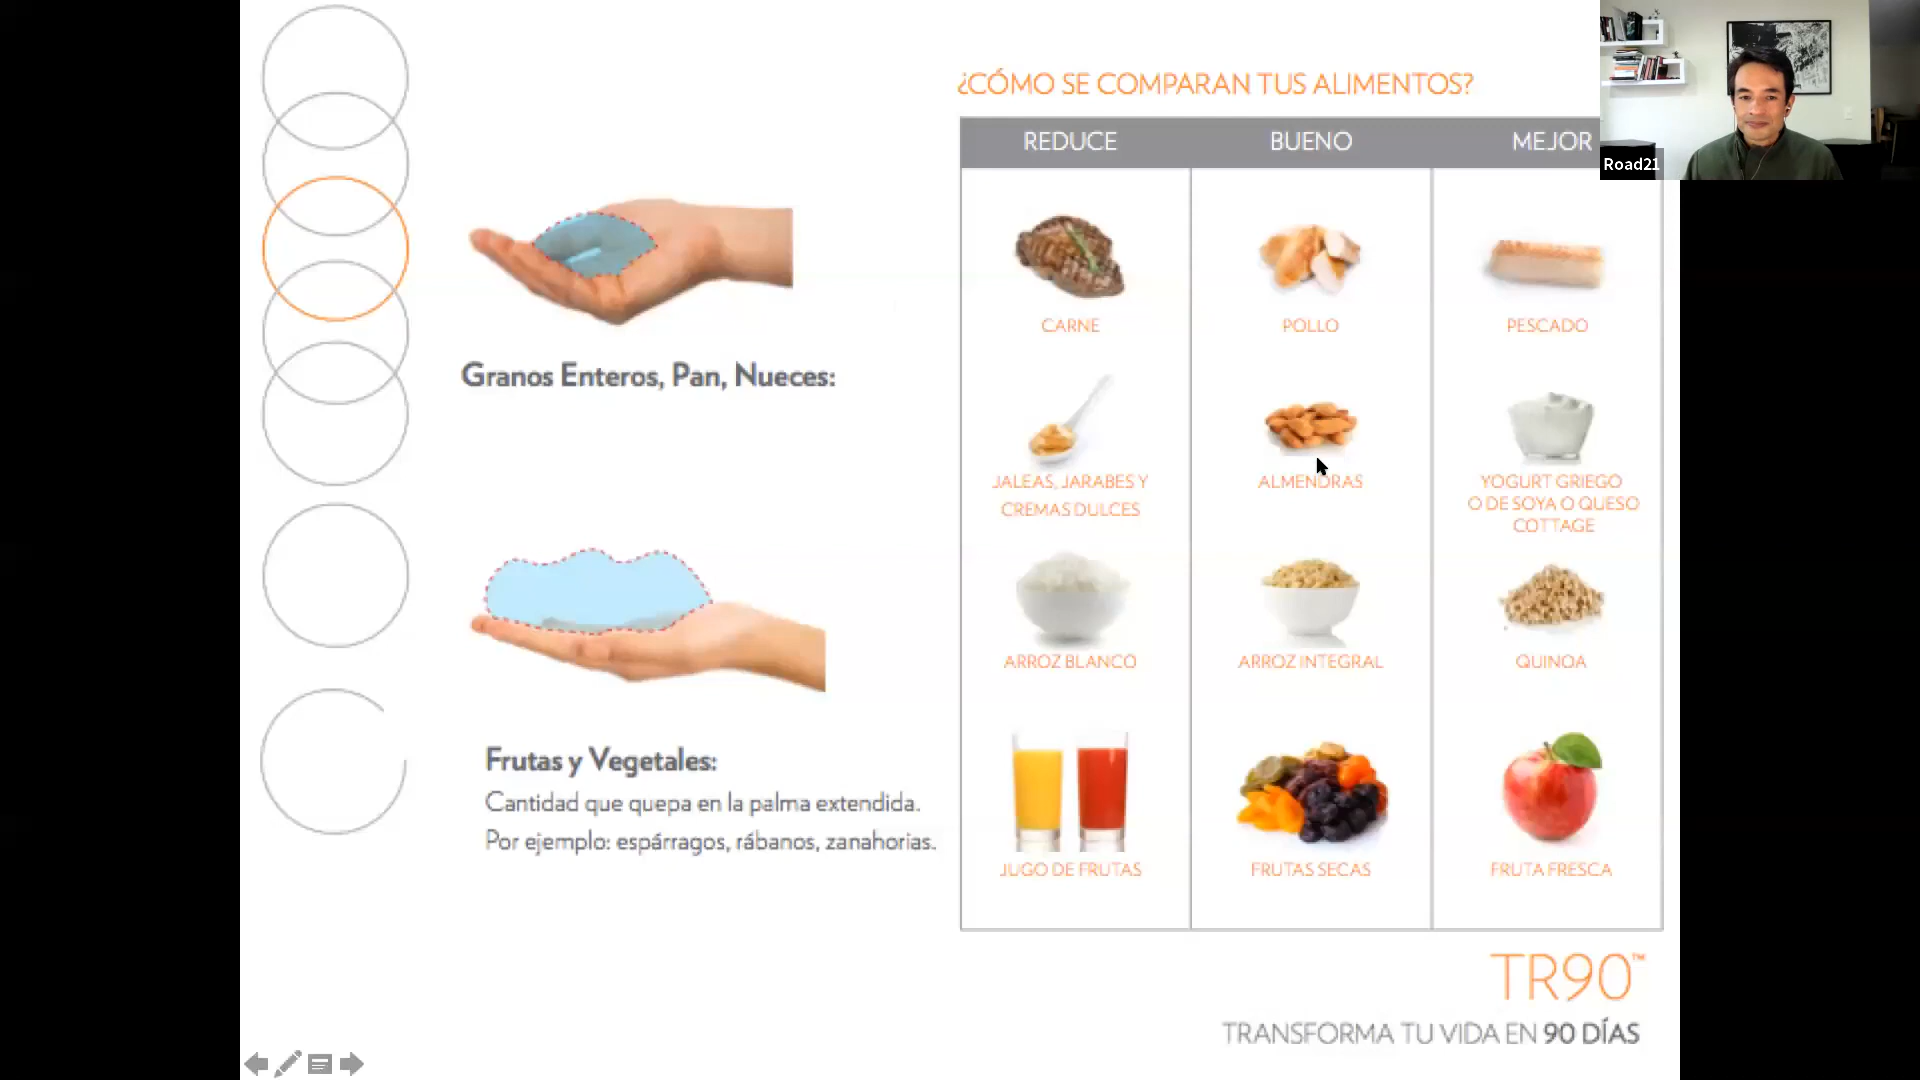 ¿CÓMO SE COMPARAN TUS ALIMENTOS?
REDUCE
BUENO
MEJOR
Road21
CARNE
POLLO
PESCADO
Granos Enteros, Pan, Nueces:
JALEAS, JARABES Y
CREMAS DULCES
ALMENDRAS
YOGURT GRIEGO
O DE SOYA O QUESO
COTTAGE
ARROZ BLANCO
ARROZ INTEGRAL
QUINOA
Frutas y Vegetales:
Cantidad que quepa en la palma extendida.
Por ejemplo: espárragos, rábanos, zanahorias.
JUGO DE FRUTAS
FRUTAS SECAS
FRUTA FRESCA
TR90™
TRANSFORMA TU VIDA EN 90 DÍAS